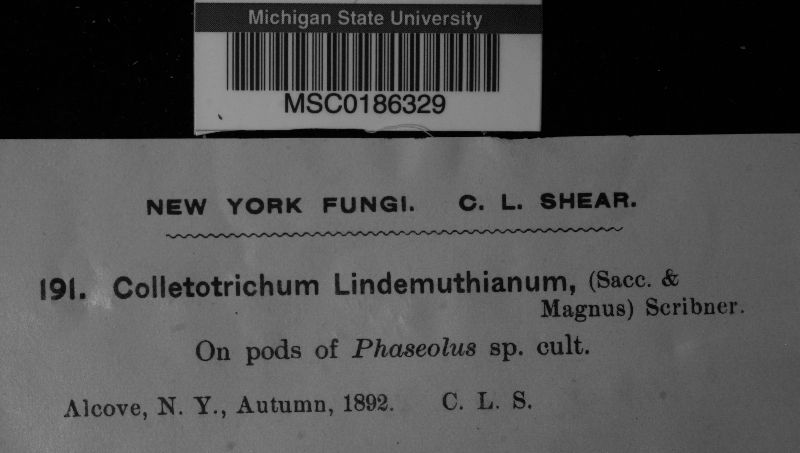 Michigan State University
MSC0186329
NEW YORK FUNGI. C. L. SHEAR.
191. Colletotrichum Lindemuthianum, (Sacc. &
Magnus) Scribner.
On pods of Phaseolus sp. cult.
Alcove, N. Y., Autumn, 1892. C. L. S.